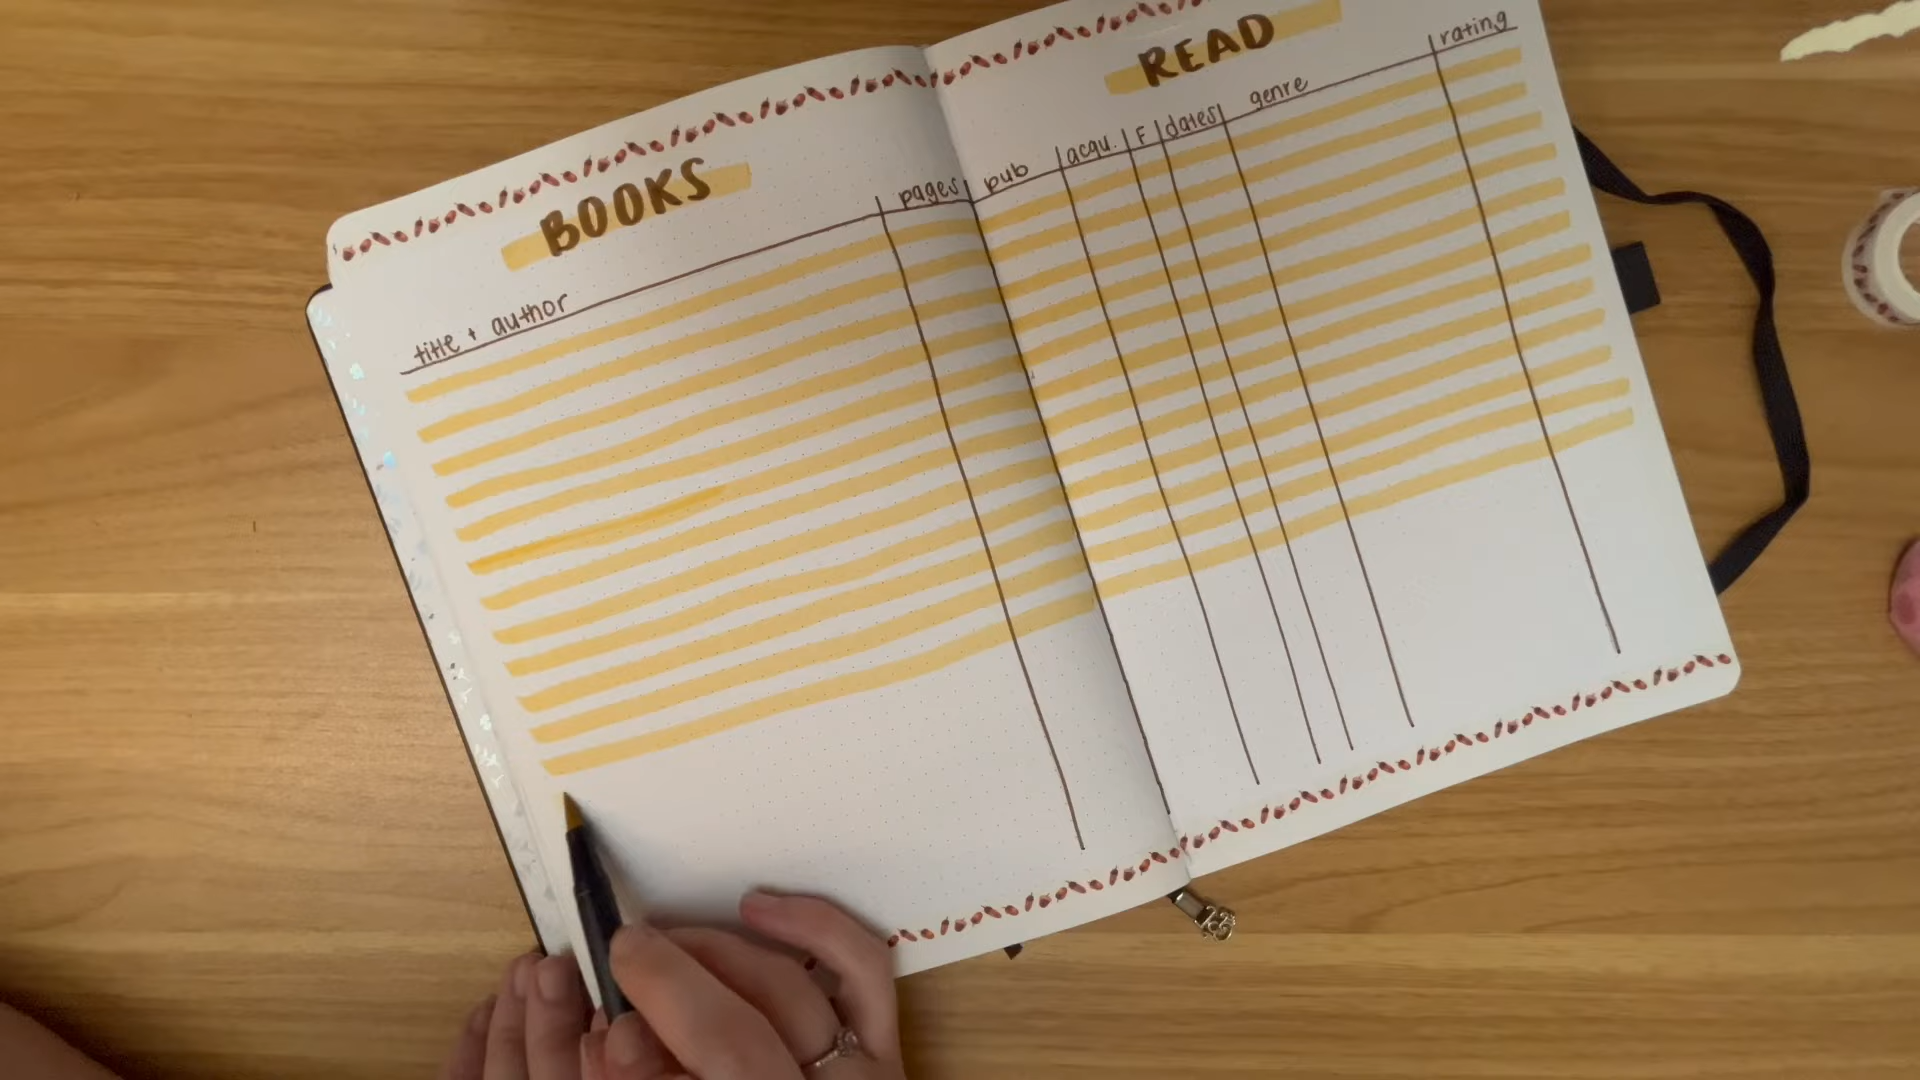 BOOKS
READ
title + author
pages
pub
acqu.
F
dates
genre
rating